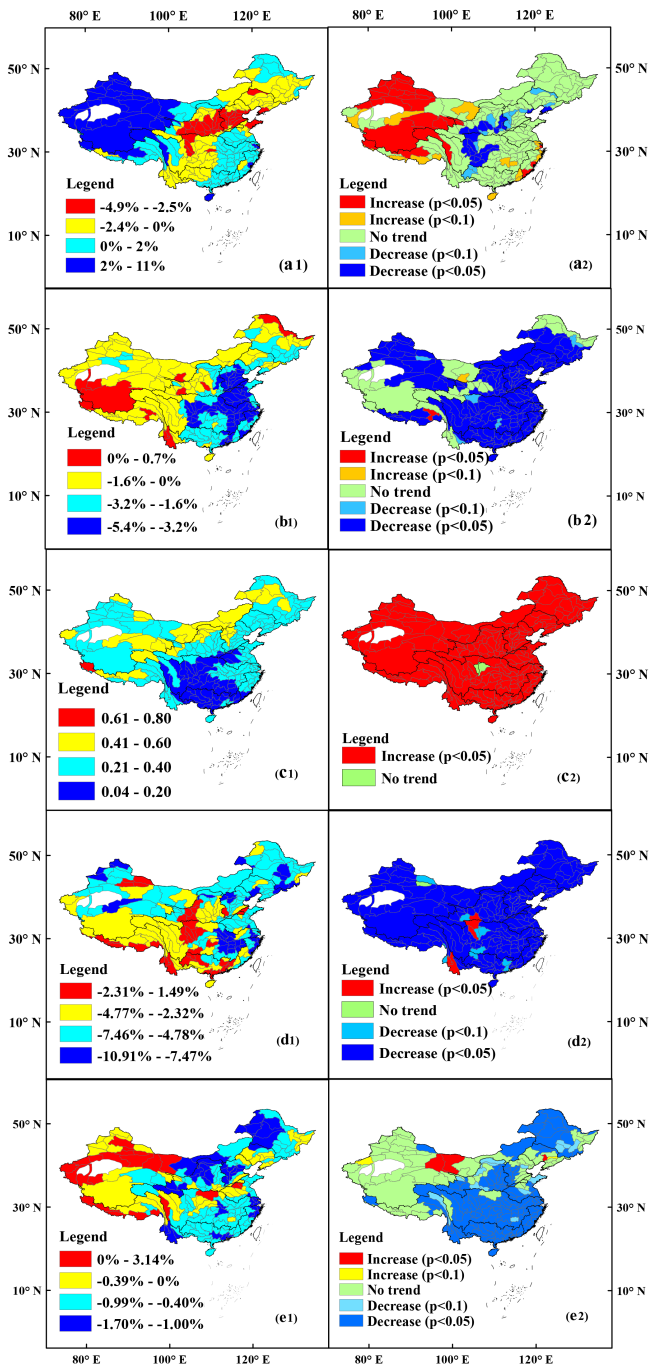 80° E 100° E 120° E 80° E 100° E 120 E
50° N 50° N
30° N 30° N
10° N 10° N
Legend
-4.9% - -2.5%
-2.4% - 0%
0% - 2%
2% - 11%
(a1)
Legend
Increase (p<0.05)
Increase (p<0.1)
No trend
Decrease (p<0.1)
Decrease (p<0.05)
(a2)
50° N 50° N
30° N 30° N
10° N 10° N
Legend
0% - 0.7%
-1.6% - 0%
-3.2% - -1.6%
-5.4% - -3.2%
(b1)
Legend
Increase (p<0.05)
Increase (p<0.1)
No trend
Decrease (p<0.1)
Decrease (p<0.05)
(b2)
50° N 50° N
30° N 30° N
10° N 10° N
Legend
0.61 - 0.80
0.41 - 0.60
0.21 - 0.40
0.04 - 0.20
(c1)
Legend
Increase (p<0.05)
No trend
(c2)
50° N 50° N
30° N 30° N
10° N 10° N
Legend
-2.31% - 1.49%
-4.77% - -2.32%
-7.46% - -4.78%
-10.91% - -7.47%
(d1)
Legend
Increase (p<0.05)
No trend
Decrease (p<0.1)
Decrease (p<0.05)
(d2)
50° N 50° N
30° N 30° N
10° N 10° N
Legend
0% - 3.14%
-0.39% - 0%
-0.99% - -0.40%
-1.70% - -1.00%
(e1)
Legend
Increase (p<0.05)
Increase (p<0.1)
No trend
Decrease (p<0.1)
Decrease (p<0.05)
(e2)
80° E 100° E 120° E 80° E 100° E 120° E